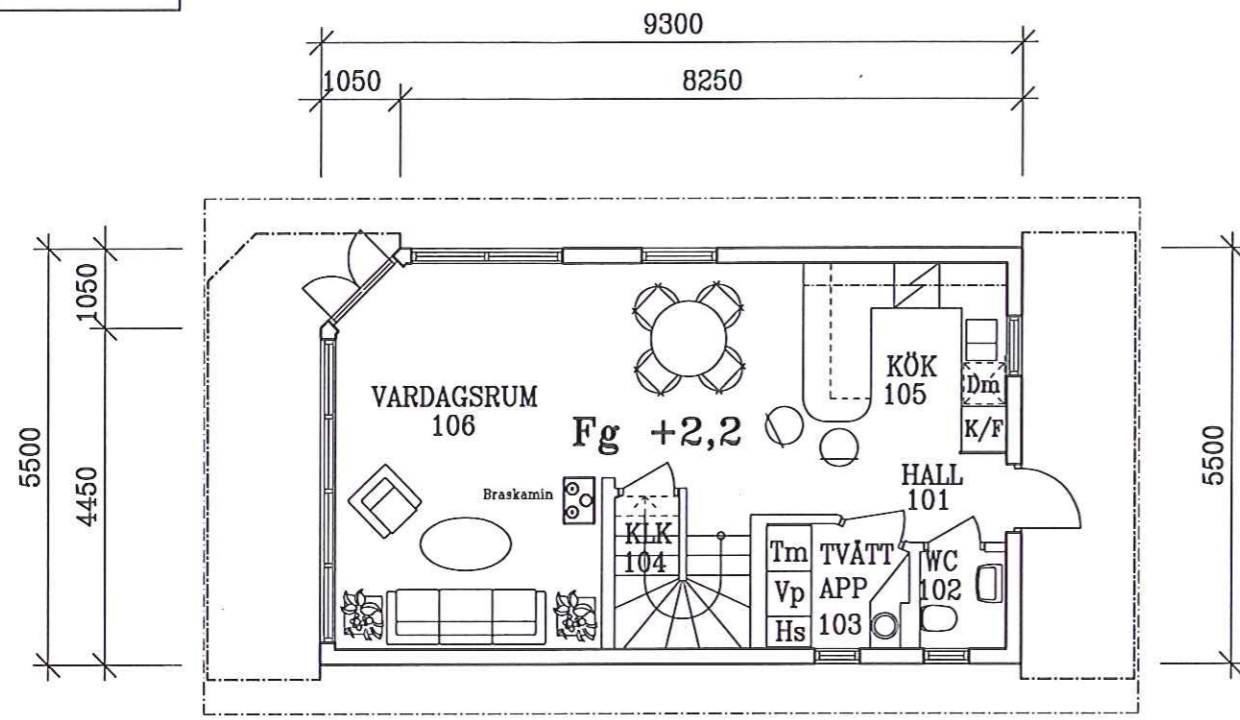 9300
1050
8250
5500
1050
4450
5500
VARDAGSRUM
106
Fg +2,2
KÖK
105
Dm
K/F
HALL
101
Braskamin
KLK
104
Tm
Vp
Hs
TVÄTT
APP
103
WC
102